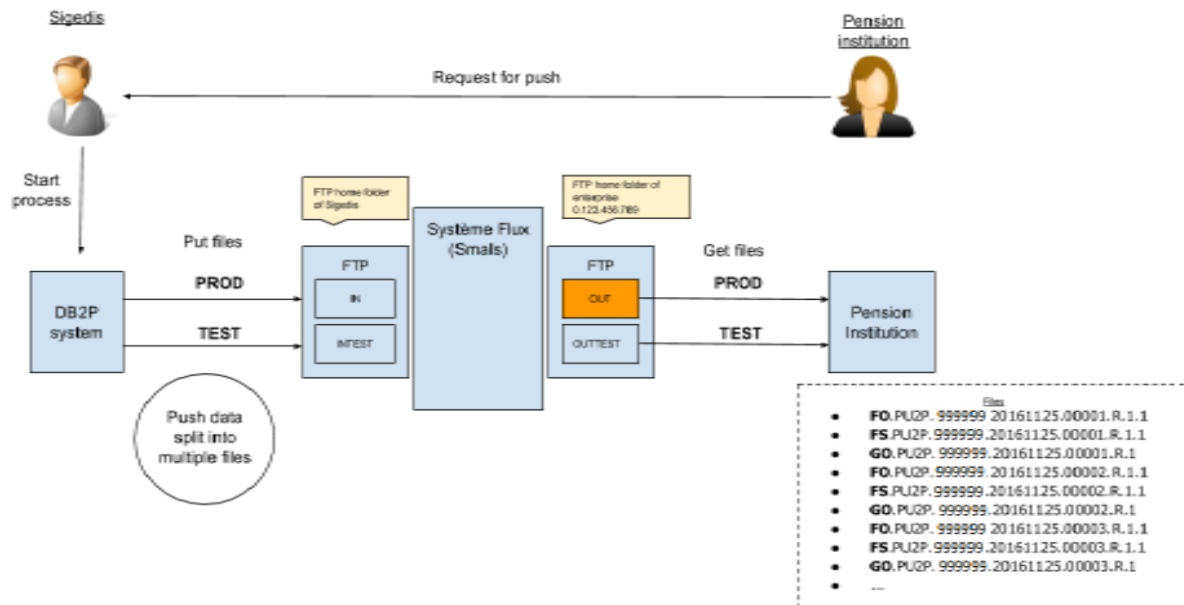 Sigedis
Pension
institution
Request for push
Start
process
FTP home folder
of Sigedis
FTP home folder of
enterprise
0.123.456.789
Système Flux
(Smals)
Put files
Get files
FTP
FTP
PROD
IN
OUT
PROD
DB2P
system
Pension
Institution
TEST
INTEST
OUTTEST
TEST
Push data
split into
multiple files
Files
• FO.PU2P. 999999 20161125.00001.R.1.1
• FS.PU2P. 999999.20161125.00001.R.1.1
• GO.PU2P. 999999.20161125.00001.R.1
• FO.PU2P. 999999 20161125.00002.R.1.1
• FS.PU2P. 999999.20161125.00002.R.1.1
• GO.PU2P. 999999.20161125.00002.R.1
• FO.PU2P. 999999 20161125.00003.R.1.1
• FS.PU2P. 999999.20161125.00003.R.1.1
• GO.PU2P. 999999.20161125.00003.R.1
• ...